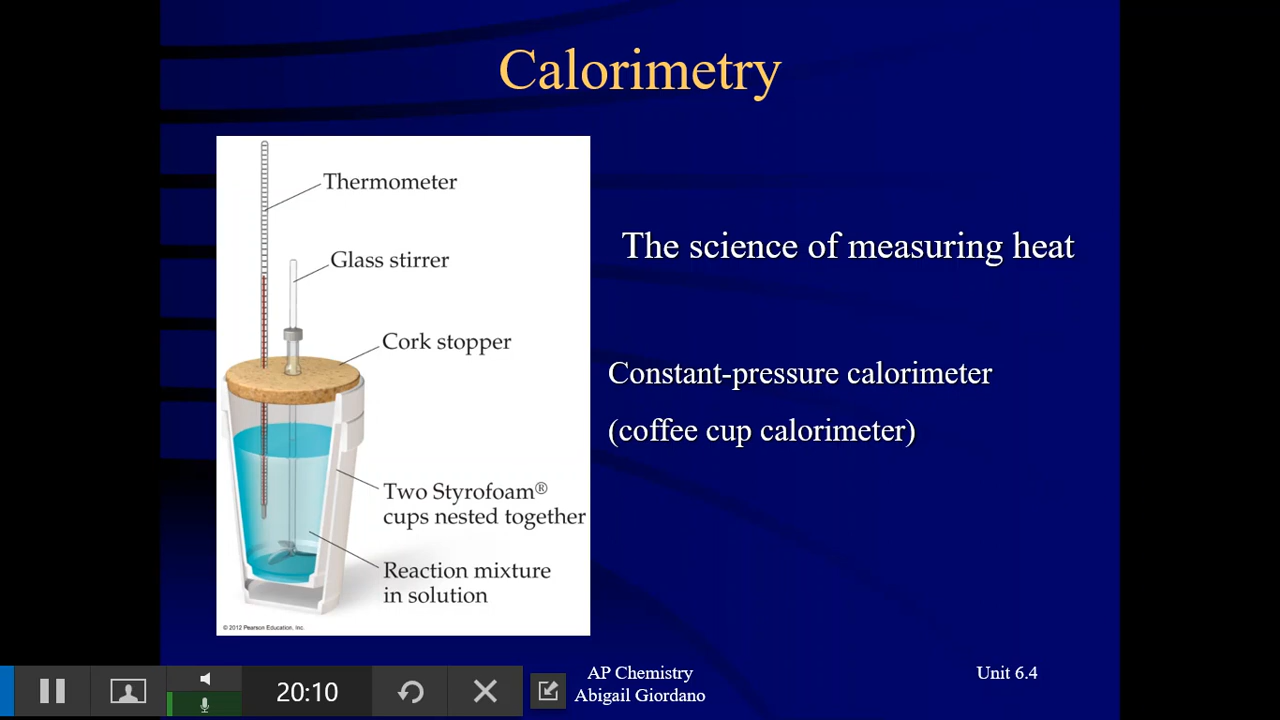 Calorimetry
Thermometer
Glass stirrer
Cork stopper
Two Styrofoam®
cups nested together
Reaction mixture
in solution
© 2012 Pearson Education, Inc.
The science of measuring heat
Constant-pressure calorimeter
(coffee cup calorimeter)
20:10
AP Chemistry
Abigail Giordano
Unit 6.4